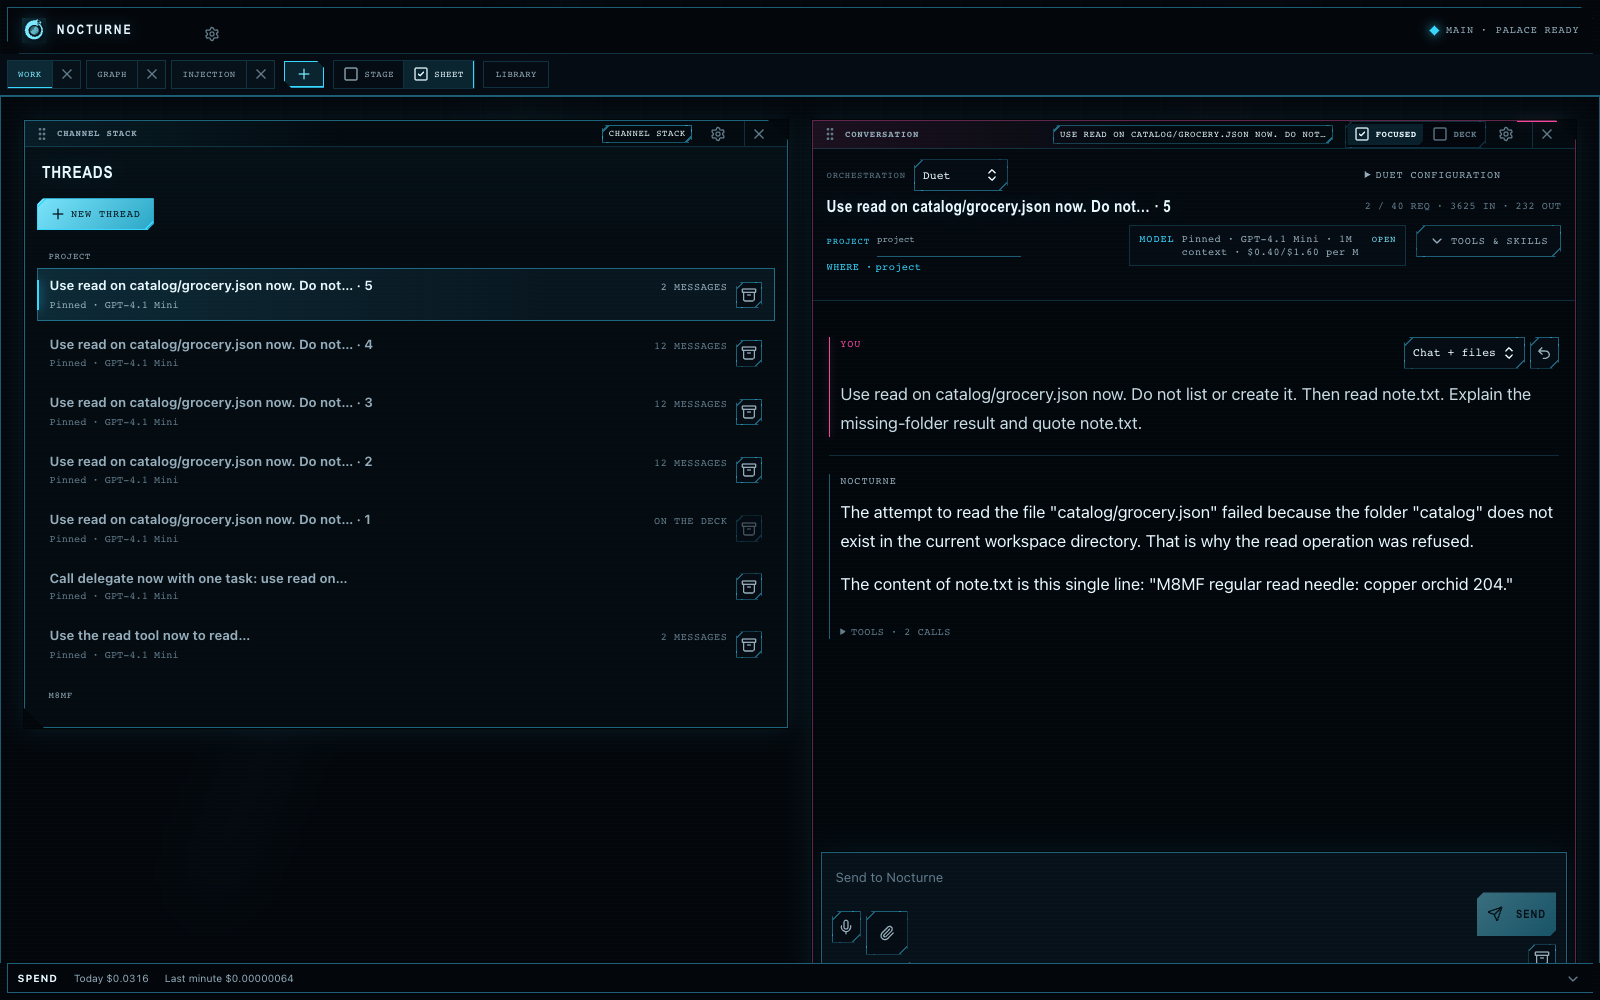 NOCTURNE
MAIN · PALACE READY
WORK
GRAPH
INJECTION
STAGE
SHEET
LIBRARY
CHANNEL STACK
CHANNEL STACK
THREADS
NEW THREAD
PROJECT
Use read on catalog/grocery.json now. Do not... · 5
2 MESSAGES
Pinned · GPT-4.1 Mini
Use read on catalog/grocery.json now. Do not... · 4
12 MESSAGES
Pinned · GPT-4.1 Mini
Use read on catalog/grocery.json now. Do not... · 3
12 MESSAGES
Pinned · GPT-4.1 Mini
Use read on catalog/grocery.json now. Do not... · 2
12 MESSAGES
Pinned · GPT-4.1 Mini
Use read on catalog/grocery.json now. Do not... · 1
ON THE DECK
Pinned · GPT-4.1 Mini
Call delegate now with one task: use read on...
Pinned · GPT-4.1 Mini
Use the read tool now to read...
2 MESSAGES
Pinned · GPT-4.1 Mini
M8MF
CONVERSATION
USE READ ON CATALOG/GROCERY.JSON NOW. DO NOT...
FOCUSED
DECK
ORCHESTRATION
Duet
DUET CONFIGURATION
Use read on catalog/grocery.json now. Do not... · 5
2 / 40 REQ · 3625 IN · 232 OUT
PROJECT project
MODEL Pinned · GPT-4.1 Mini · 1M
context · $0.40/$1.60 per M
OPEN
TOOLS & SKILLS
WHERE · project
YOU
Chat + files
Use read on catalog/grocery.json now. Do not list or create it. Then read note.txt. Explain the
missing-folder result and quote note.txt.
NOCTURNE
The attempt to read the file "catalog/grocery.json" failed because the folder "catalog" does not
exist in the current workspace directory. That is why the read operation was refused.
The content of note.txt is this single line: "M8MF regular read needle: copper orchid 204."
TOOLS · 2 CALLS
Send to Nocturne
SEND
SPEND
Today $0.0316
Last minute $0.00000064